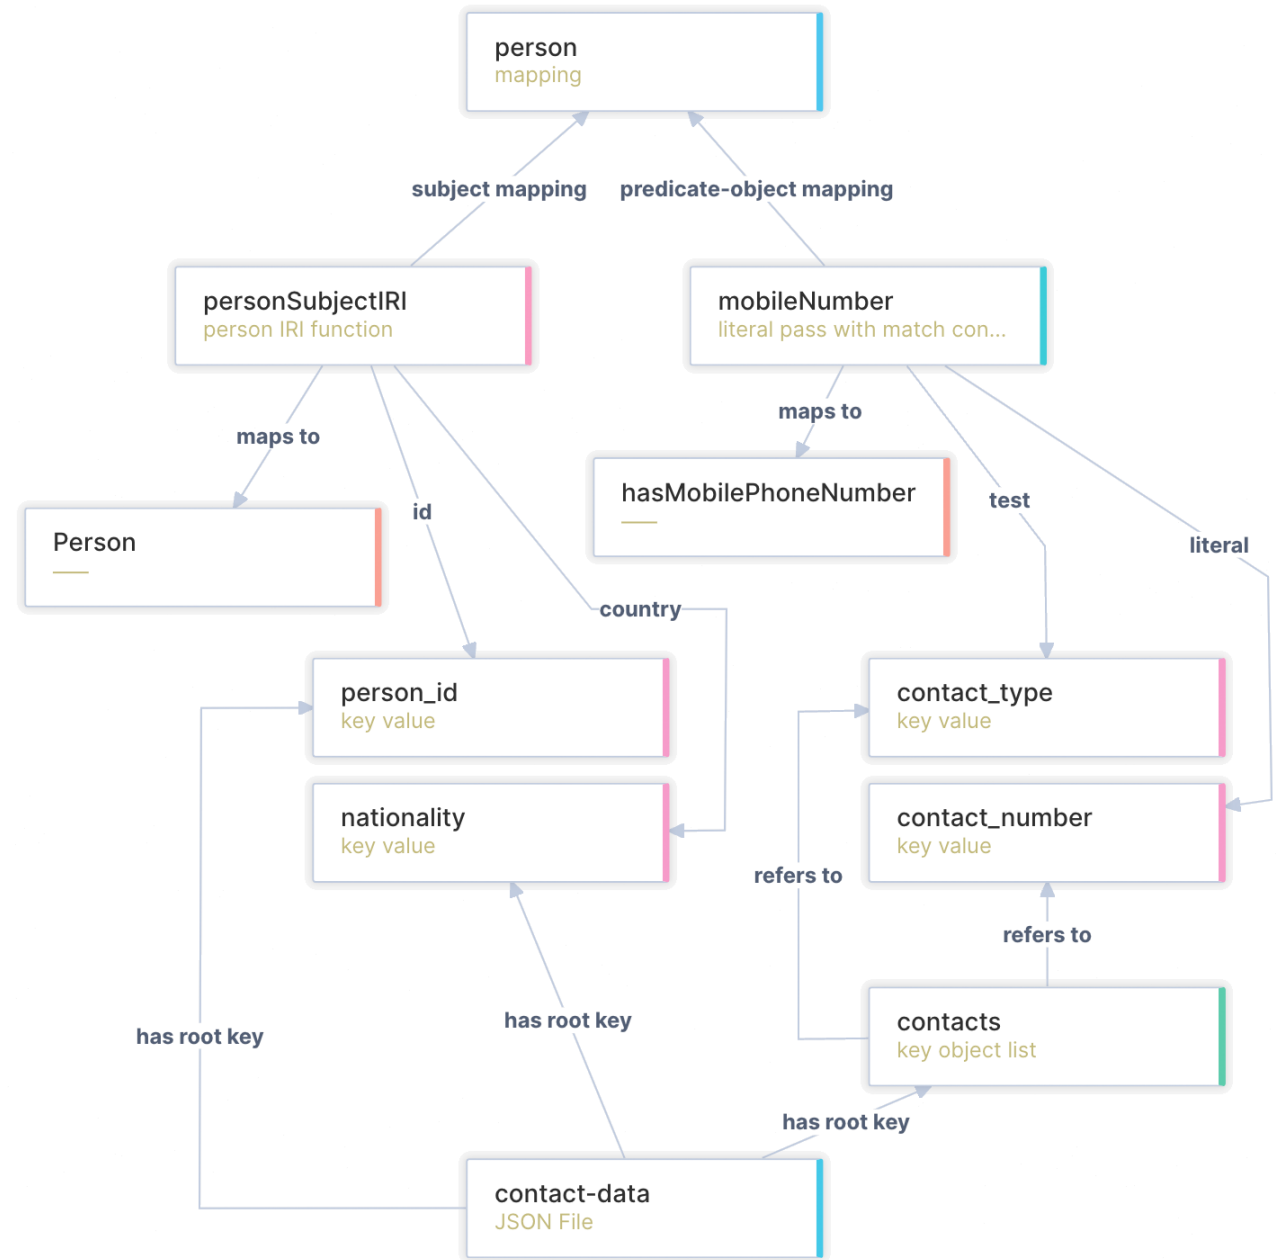 person
mapping
subject mapping
predicate-object mapping
personSubjectIRI
person IRI function
mobileNumber
literal pass with match con...
maps to
maps to
hasMobilePhoneNumber
test
id
literal
Person
country
person_id
key value
contact_type
key value
nationality
key value
contact_number
key value
refers to
refers to
has root key
has root key
contacts
key object list
has root key
contact-data
JSON File